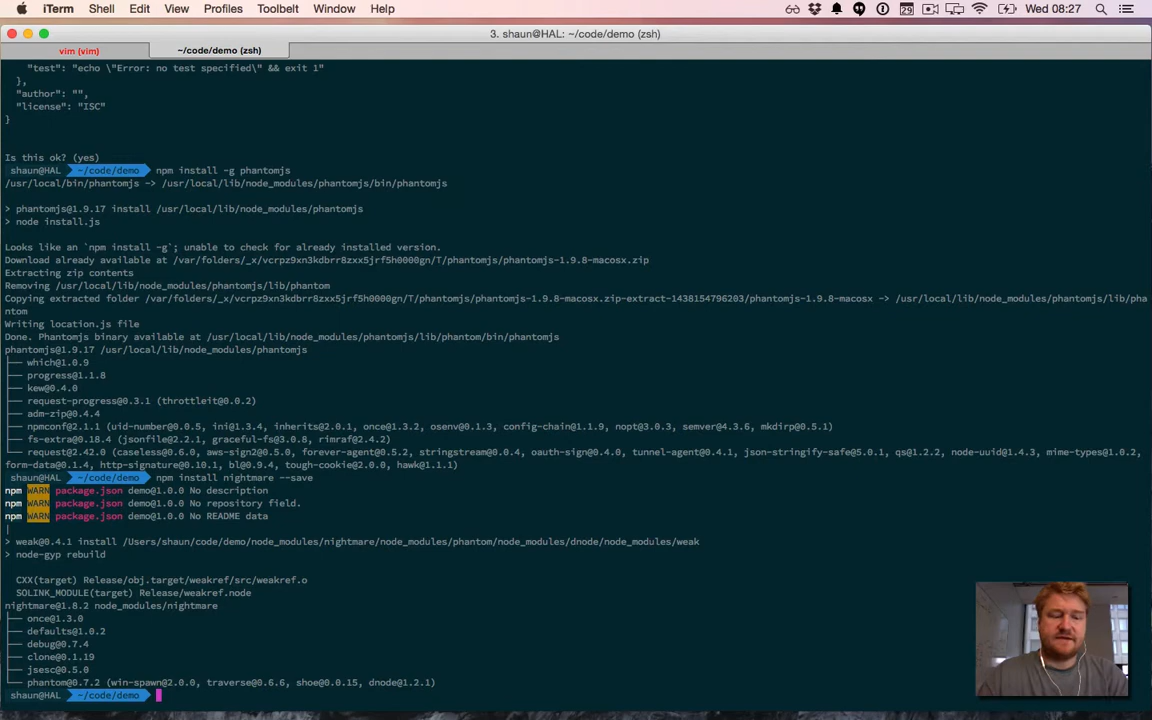 iTerm Shell Edit View Profiles Toolbelt Window Help 29 Wed 08:27
3. shaun@HAL: ~/code/demo (zsh)
vim (vim) ~/code/demo (zsh)
"test": "echo \"Error: no test specified\" && exit 1"
},
"author": "",
"license": "ISC"
}
Is this ok? (yes)
shaun@HAL ~/code/demo npm install -g phantomjs
/usr/local/bin/phantomjs -> /usr/local/lib/node_modules/phantomjs/bin/phantomjs
> phantomjs@1.9.17 install /usr/local/lib/node_modules/phantomjs
> node install.js
Looks like an `npm install -g`; unable to check for already installed version.
Download already available at /var/folders/_x/vcrpz9xn3kdbrr8zxx5jrf5h0000gn/T/phantomjs/phantomjs-1.9.8-macosx.zip
Extracting zip contents
Removing /usr/local/lib/node_modules/phantomjs/lib/phantom
Copying extracted folder /var/folders/_x/vcrpz9xn3kdbrr8zxx5jrf5h0000gn/T/phantomjs/phantomjs-1.9.8-macosx.zip-extract-1438154796203/phantomjs-1.9.8-macosx -> /usr/local/lib/node_modules/phantomjs/lib/pha
ntom
Writing location.js file
Done. Phantomjs binary available at /usr/local/lib/node_modules/phantomjs/lib/phantom/bin/phantomjs
phantomjs@1.9.17 /usr/local/lib/node_modules/phantomjs
├── which@1.0.9
├── progress@1.1.8
├── kew@0.4.0
├── request-progress@0.3.1 (throttleit@0.0.2)
├── adm-zip@0.4.4
├── npmconf@2.1.1 (uid-number@0.0.5, ini@1.3.4, inherits@2.0.1, once@1.3.2, osenv@0.1.3, config-chain@1.1.9, nopt@3.0.3, semver@4.3.6, mkdirp@0.5.1)
├── fs-extra@0.18.4 (jsonfile@2.2.1, graceful-fs@3.0.8, rimraf@2.4.2)
└── request@2.42.0 (caseless@0.6.0, aws-sign2@0.5.0, forever-agent@0.5.2, stringstream@0.0.4, oauth-sign@0.4.0, tunnel-agent@0.4.1, json-stringify-safe@5.0.1, qs@1.2.2, node-uuid@1.4.3, mime-types@1.0.2,
form-data@0.1.4, http-signature@0.10.1, bl@0.9.4, tough-cookie@2.0.0, hawk@1.1.1)
shaun@HAL ~/code/demo npm install nightmare --save
npm WARN package.json demo@1.0.0 No description
npm WARN package.json demo@1.0.0 No repository field.
npm WARN package.json demo@1.0.0 No README data
|
> weak@0.4.1 install /Users/shaun/code/demo/node_modules/nightmare/node_modules/phantom/node_modules/dnode/node_modules/weak
> node-gyp rebuild
CXX(target) Release/obj.target/weakref/src/weakref.o
SOLINK_MODULE(target) Release/weakref.node
nightmare@1.8.2 node_modules/nightmare
├── once@1.3.0
├── defaults@1.0.2
├── debug@0.7.4
├── clone@0.1.19
├── jsesc@0.5.0
└── phantom@0.7.2 (win-spawn@2.0.0, traverse@0.6.6, shoe@0.0.15, dnode@1.2.1)
shaun@HAL ~/code/demo